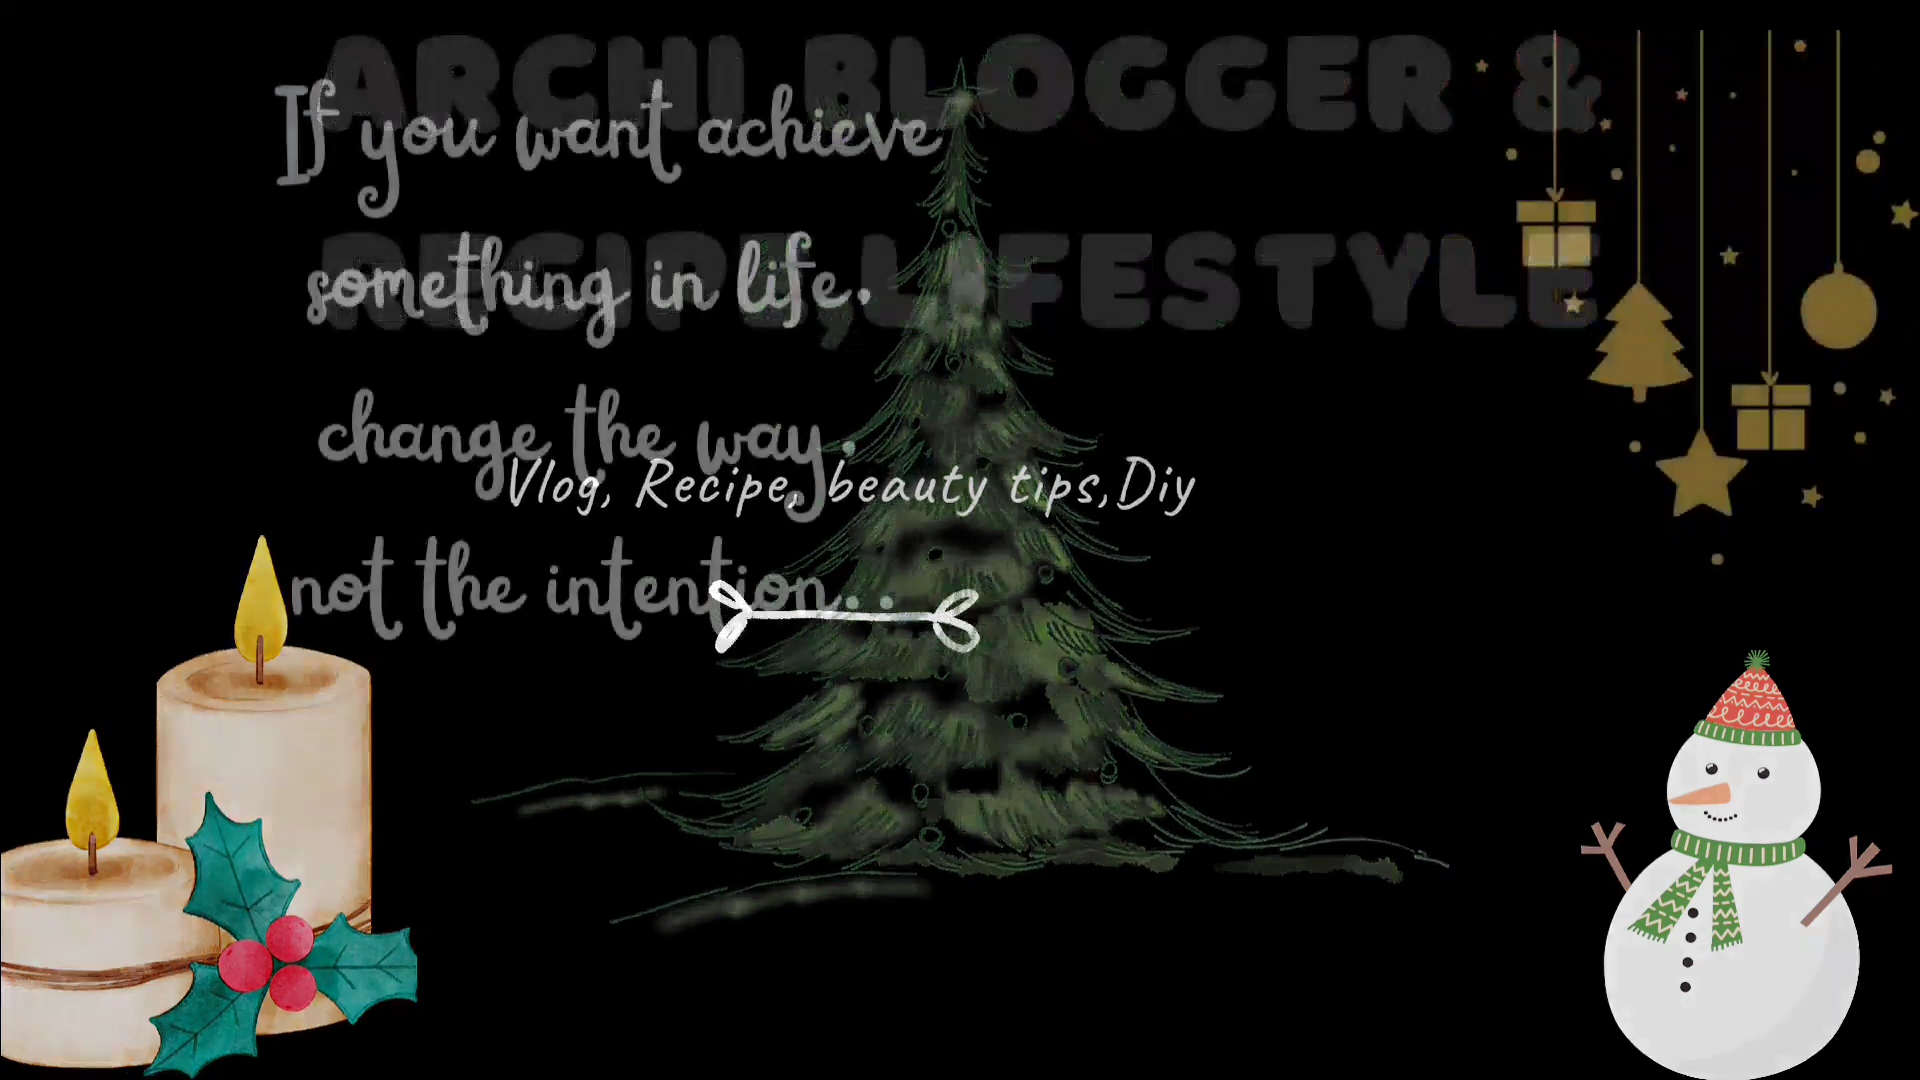 ARCHI BLOGGER &
RECIPE,LIFESTYLE
If you want achieve
something in life.
change the way.
not the intention..
Vlog, Recipe, beauty tips,Diy